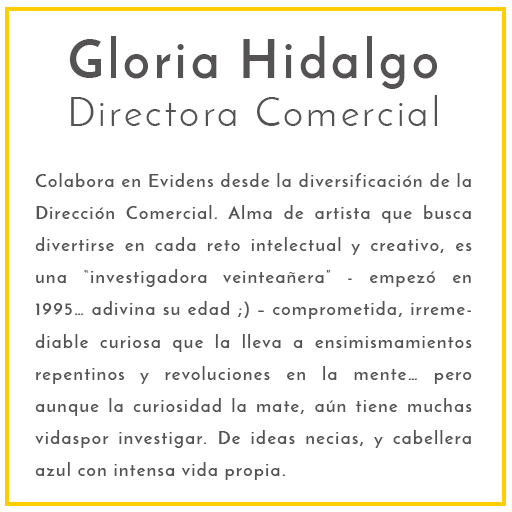 Gloria Hidalgo
Directora Comercial
Colabora en Evidens desde la diversificación de la
Dirección Comercial. Alma de artista que busca
divertirse en cada reto intelectual y creativo, es
una “investigadora veinteañera” - empezó en
1995... adivina su edad ;) – comprometida, irreme-
diable curiosa que la lleva a ensimismamientos
repentinos y revoluciones en la mente... pero
aunque la curiosidad la mate, aún tiene muchas
vidaspor investigar. De ideas necias, y cabellera
azul con intensa vida propia.